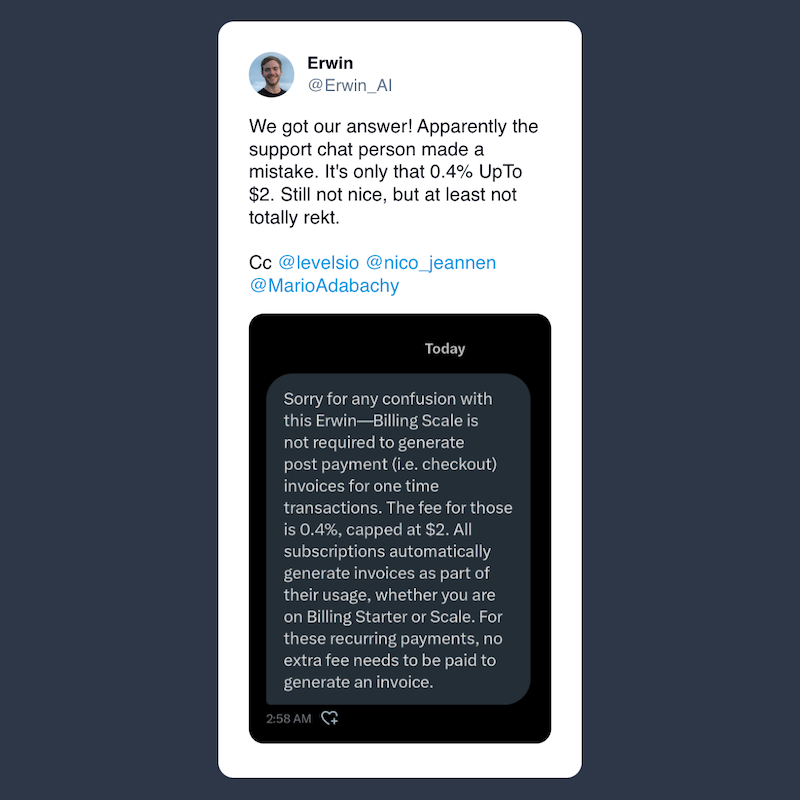 Erwin
@Erwin_AI
We got our answer! Apparently the
support chat person made a
mistake. It's only that 0.4% UpTo
$2. Still not nice, but at least not
totally rekt.
Cc @levelsio @nico_jeannen
@MarioAdabachy
Today
Sorry for any confusion with
this Erwin—Billing Scale is
not required to generate
post payment (i.e. checkout)
invoices for one time
transactions. The fee for those
is 0.4%, capped at $2. All
subscriptions automatically
generate invoices as part of
their usage, whether you are
on Billing Starter or Scale. For
these recurring payments, no
extra fee needs to be paid to
generate an invoice.
2:58 AM